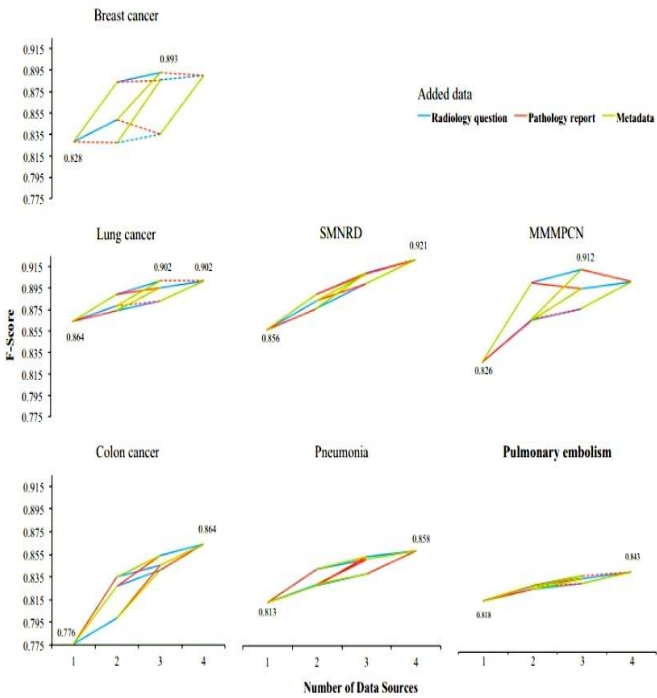 Breast cancer
0.915
0.895
0.875
0.855
0.835
0.815
0.795
0.775
0.893
0.828
Added data
Radiology question
Pathology report
Metadata
Lung cancer
SMNRD
MMMPCN
F-Score
0.915
0.895
0.875
0.855
0.835
0.815
0.795
0.775
0.902
0.902
0.864
0.921
0.856
0.912
0.826
Colon cancer
Pneumonia
Pulmonary embolism
0.915
0.895
0.875
0.855
0.835
0.815
0.795
0.775
0.776
0.864
0.813
0.858
0.818
0.843
1 2 3 4
1 2 3 4
1 2 3 4
Number of Data Sources